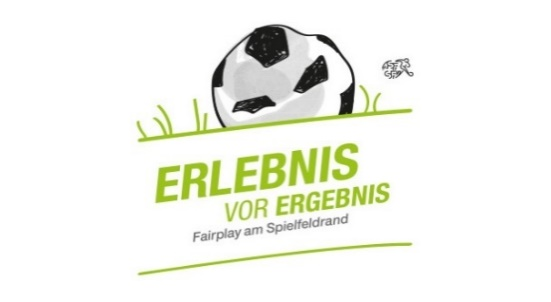 ERLEBNIS
VOR ERGEBNIS
Fairplay am Spielfeldrand